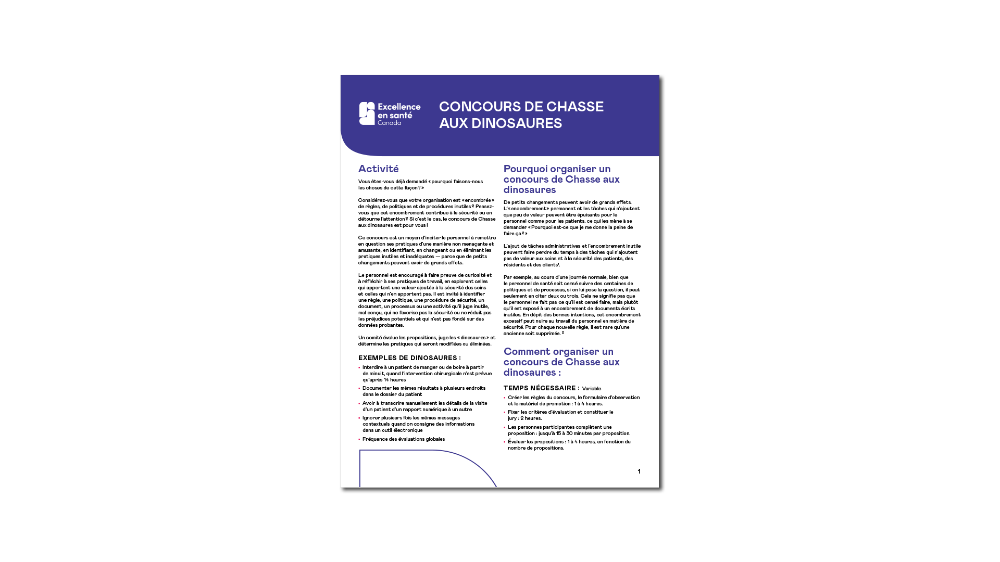 Excellence
en santé
Canada
CONCOURS DE CHASSE
AUX DINOSAURES
Activité
Vous êtes-vous déjà demandé « pourquoi faisons-nous
les choses de cette façon ? »
Considérez-vous que votre organisation est « encombrée »
de règles, de politiques et de procédures inutiles ? Pensez-
vous que cet encombrement contribue à la sécurité ou en
détourne l'attention ? Si c'est le cas, le concours de Chasse
aux dinosaures est pour vous !
Ce concours est un moyen d'inciter le personnel à remettre
en question ses pratiques d'une manière non menaçante et
amusante, en identifiant, en changeant ou en éliminant les
pratiques inutiles et inadéquates — parce que de petits
changements peuvent avoir de grands effets.
Le personnel est encouragé à faire preuve de curiosité et
à réfléchir à ses pratiques de travail, en explorant celles
qui apportent une valeur ajoutée à la sécurité des soins
et celles qui n'en apportent pas. Il est invité à identifier
une règle, une politique, une procédure de sécurité, un
document, un processus ou une activité qu'il juge inutile,
mal conçu, qui ne favorise pas la sécurité ou ne réduit pas
les préjudices potentiels et qui n'est pas fondé sur des
données probantes.
Un comité évalue les propositions, juge les « dinosaures » et
détermine les pratiques qui seront modifiées ou éliminées.
EXEMPLES DE DINOSAURES :
▪ Interdire à un patient de manger ou de boire à partir
de minuit, quand l'intervention chirurgicale n'est prévue
qu'après 14 heures
▪ Documenter les mêmes résultats à plusieurs endroits
dans le dossier du patient
▪ Avoir à transcrire manuellement les détails de la visite
d'un patient d'un rapport numérique à un autre
▪ Ignorer plusieurs fois les mêmes messages
contextuels quand on consigne des informations
dans un outil électronique
▪ Fréquence des évaluations globales
Pourquoi organiser un
concours de Chasse aux
dinosaures
De petits changements peuvent avoir de grands effets.
L'« encombrement » permanent et les tâches qui n'ajoutent
que peu de valeur peuvent être épuisants pour le
personnel comme pour les patients, ce qui les mène à se
demander « Pourquoi est-ce que je me donne la peine de
faire ça ? »
L'ajout de tâches administratives et l'encombrement inutile
peuvent faire perdre du temps à des tâches qui n'ajoutent
pas de valeur aux soins et à la sécurité des patients, des
résidents et des clients¹.
Par exemple, au cours d'une journée normale, bien que
le personnel de santé soit censé suivre des centaines de
politiques et de processus, si on lui pose la question, il peut
seulement en citer deux ou trois. Cela ne signifie pas que
le personnel ne fait pas ce qu'il est censé faire, mais plutôt
qu'il est exposé à un encombrement de documents écrits
inutiles. En dépit des bonnes intentions, cet encombrement
excessif peut nuire au travail du personnel en matière de
sécurité. Pour chaque nouvelle règle, il est rare qu'une
ancienne soit supprimée. ²
Comment organiser un
concours de Chasse aux
dinosaures :
TEMPS NÉCESSAIRE : Variable
▪ Créer les règles du concours, le formulaire d'observation
et le matériel de promotion : 1 à 4 heures.
▪ Fixer les critères d'évaluation et constituer le
jury : 2 heures.
▪ Les personnes participantes complètent une
proposition : jusqu'à 15 à 30 minutes par proposition.
▪ Évaluer les propositions : 1 à 4 heures, en fonction du
nombre de propositions.
1